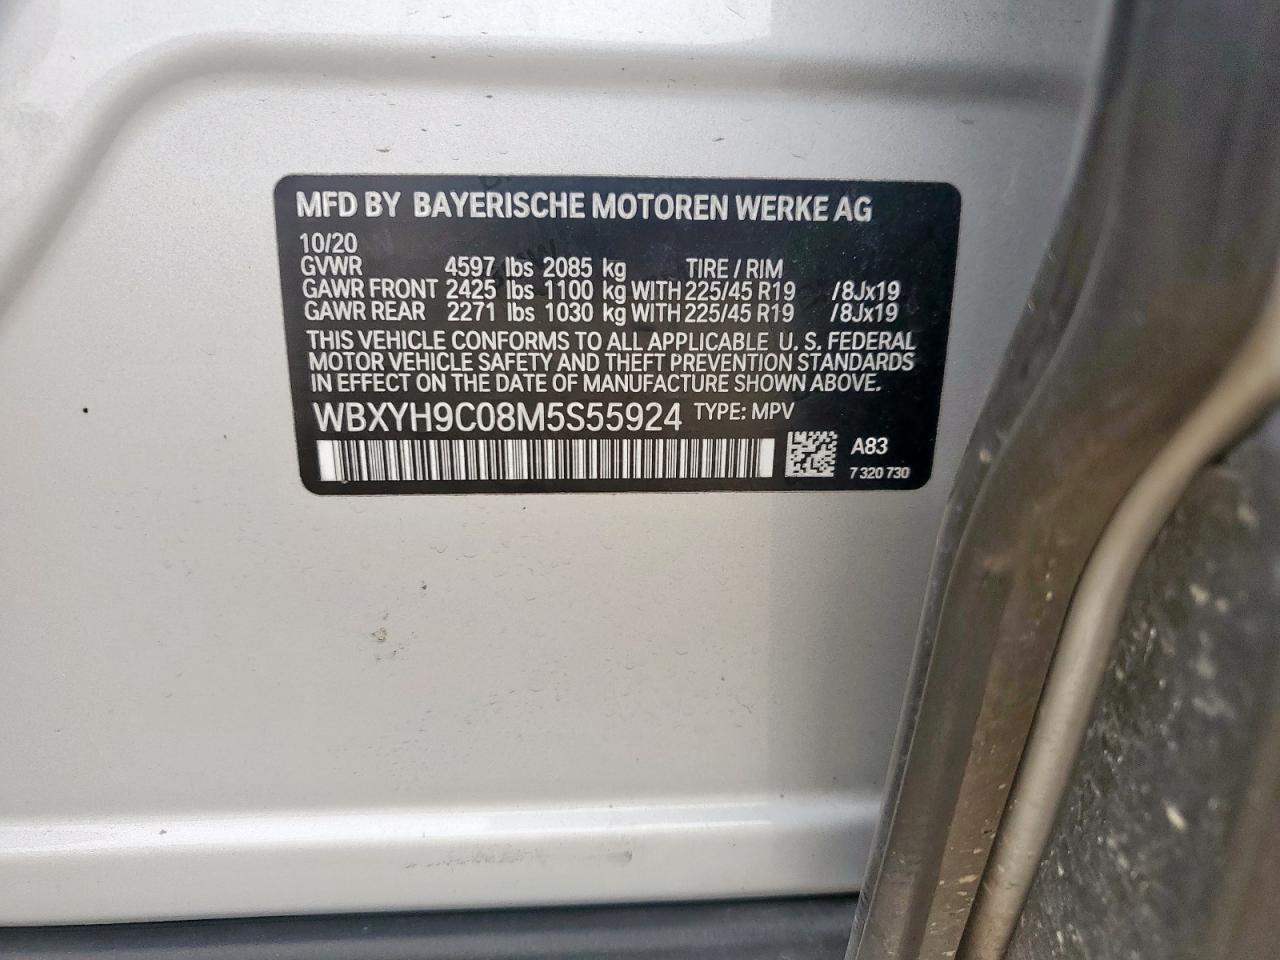 MFD BY BAYERISCHE MOTOREN WERKE AG
10/20
GVWR 4597 lbs 2085 kg TIRE / RIM
GAWR FRONT 2425 lbs 1100 kg WITH 225/45 R19 /8Jx19
GAWR REAR 2271 lbs 1030 kg WITH 225/45 R19 /8Jx19
THIS VEHICLE CONFORMS TO ALL APPLICABLE U. S. FEDERAL
MOTOR VEHICLE SAFETY AND THEFT PREVENTION STANDARDS
IN EFFECT ON THE DATE OF MANUFACTURE SHOWN ABOVE.
WBXYH9C08M5S55924 TYPE: MPV
A83
7 320 730